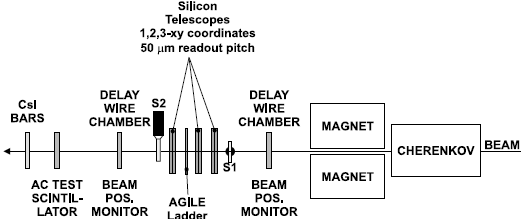 Silicon
Telescopes
1,2,3-xy coordinates
50 μm readout pitch
CsI
BARS
DELAY
WIRE
CHAMBER
S2
DELAY
WIRE
CHAMBER
MAGNET
MAGNET
CHERENKOV
BEAM
AC TEST
SCINTIL-
LATOR
BEAM
POS.
MONITOR
AGILE
Ladder
S1
BEAM
POS.
MONITOR